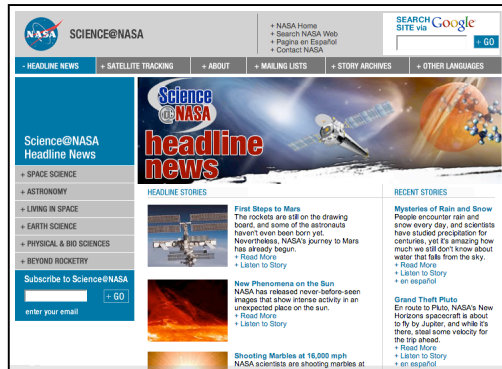 NASA
SCIENCE@NASA
+ NASA Home
+ Search NASA Web
+ Pagina en Español
+ Contact NASA
SEARCH Google
SITE via
+ GO
- HEADLINE NEWS
+ SATELLITE TRACKING
+ ABOUT
+ MAILING LISTS
+ STORY ARCHIVES
+ OTHER LANGUAGES
Science@NASA
Headline News
+ SPACE SCIENCE
+ ASTRONOMY
+ LIVING IN SPACE
+ EARTH SCIENCE
+ PHYSICAL & BIO SCIENCES
+ BEYOND ROCKETRY
Subscribe to Science@NASA
+ GO
enter your email
Science
@NASA
headline
news
HEADLINE STORIES
First Steps to Mars
The rockets are still on the drawing
board, and some of the astronauts
haven't even been born yet.
Nevertheless, NASA's journey to Mars
has already begun.
+ Read More
+ Listen to Story
New Phenomena on the Sun
NASA has released never-before-seen
images that show intense activity in an
unexpected place on the sun.
+ Read More
+ Listen to Story
Shooting Marbles at 16,000 mph
NASA scientists are shooting marbles at
RECENT STORIES
Mysteries of Rain and Snow
People encounter rain and
snow every day, and scientists
have studied precipitation for
centuries, yet it's amazing how
much we still don't know about
water that falls from the sky.
+ Read More
+ Listen to Story
+ en español
Grand Theft Pluto
En route to Pluto, NASA's New
Horizons spacecraft is about
to fly by Jupiter, and while it's
there, steal some velocity for
the trip ahead.
+ Read More
+ Listen to Story
+ en español